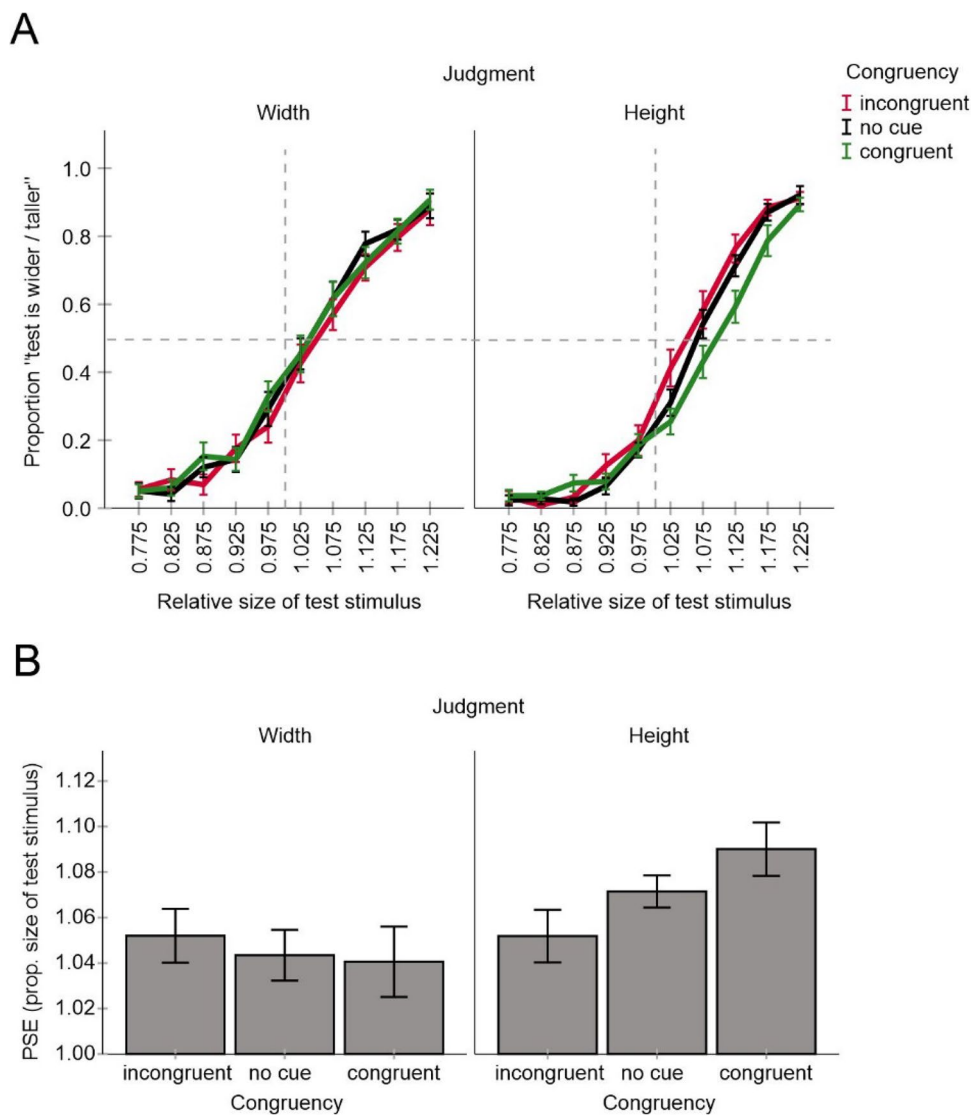 A
Judgment
Width
Height
Congruency
incongruent
no cue
congruent
Proportion "test is wider / taller"
1.0
0.8
0.6
0.4
0.2
0.0
0.775 0.825 0.875 0.925 0.975 1.025 1.075 1.125 1.175 1.225
0.775 0.825 0.875 0.925 0.975 1.025 1.075 1.125 1.175 1.225
Relative size of test stimulus
Relative size of test stimulus
B
Judgment
Width
Height
PSE (prop. size of test stimulus)
1.12
1.10
1.08
1.06
1.04
1.02
1.00
incongruent no cue congruent
incongruent no cue congruent
Congruency
Congruency